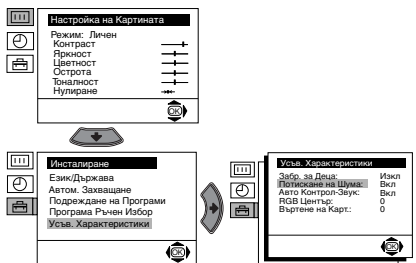 Настройка на Картината
Режим: Личен
Контраст
Яркност
Цветност
Острота
Тоналност
Нулиране
OK
Инсталиране
Език/Държава
Автом. Захващане
Подреждане на Програми
Програма Ръчен Избор
Усъв. Характеристики
OK
Усъв. Характеристики
Забр. за Деца: Изкл
Потискане на Шума: Вкл
Авто Контрол-Звук: Вкл
RGB Център: 0
Въртене на Карт.: 0
OK